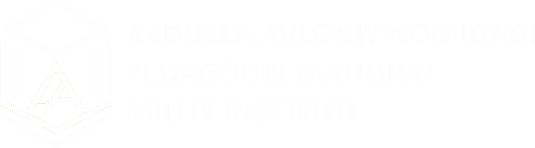 ABDULLA AVLONIY NOMIDAGI
PEDAGOGIK MAHORAT
MILLIY INSTITUTI